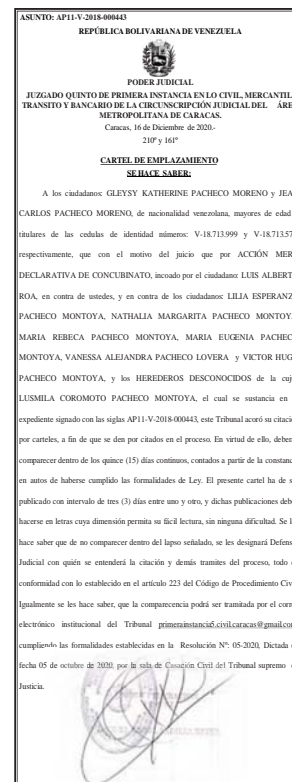 ASUNTO: AP11-V-2018-000443
REPÚBLICA BOLIVARIANA DE VENEZUELA
PODER JUDICIAL
JUZGADO QUINTO DE PRIMERA INSTANCIA EN LO CIVIL, MERCANTIL
TRANSITO Y BANCARIO DE LA CIRCUNSCRIPCIÓN JUDICIAL DEL ÁRE
METROPOLITANA DE CARACAS.
Caracas, 16 de Diciembre de 2020.-
210º y 161º
CARTEL DE EMPLAZAMIENTO
SE HACE SABER:
A los ciudadanos: GLEYSY KATHERINE PACHECO MORENO y JEA
CARLOS PACHECO MORENO, de nacionalidad venezolana, mayores de edad
titulares de las cedulas de identidad números: V-18.713.999 y V-18.713.57
respectivamente, que con el motivo del juicio que por ACCIÓN MER
DECLARATIVA DE CONCUBINATO, incoado por el ciudadano: LUIS ALBERT
ROA, en contra de ustedes, y en contra de los ciudadanos: LILIA ESPERANZ
PACHECO MONTOYA, NATHALIA MARGARITA PACHECO MONTOY
MARIA REBECA PACHECO MONTOYA, MARIA EUGENIA PACHEC
MONTOYA, VANESSA ALEJANDRA PACHECO LOVERA y VICTOR HUG
PACHECO MONTOYA, y los HEREDEROS DESCONOCIDOS de la cuj
LUSMILA COROMOTO PACHECO MONTOYA, el cual se sustancia en
expediente signado con las siglas AP11-V-2018-000443, este Tribunal acoró su citació
por carteles, a fin de que se den por citados en el proceso. En virtud de ello, deber
comparecer dentro de los quince (15) días continuos, contados a partir de la constanc
en autos de haberse cumplido las formalidades de Ley. El presente cartel ha de s
publicado con intervalo de tres (3) días entre uno y otro, y dichas publicaciones deb
hacerse en letras cuya dimensión permita su fácil lectura, sin ninguna dificultad. Se l
hace saber que de no comparecer dentro del lapso señalado, se les designará Defens
Judicial con quién se entenderá la citación y demás tramites del proceso, todo
conformidad con lo establecido en el artículo 223 del Código de Procedimiento Civ
Igualmente se les hace saber, que la comparecencia podrá ser tramitada por el corr
electrónico institucional del Tribunal primerainstancia5.civil.caracas@gmail.com
cumpliendo las formalidades establecidas en la Resolución Nº: 05-2020, Dictada
fecha 05 de octubre de 2020, por la sala de Casación Civil del Tribunal supremo
Justicia.